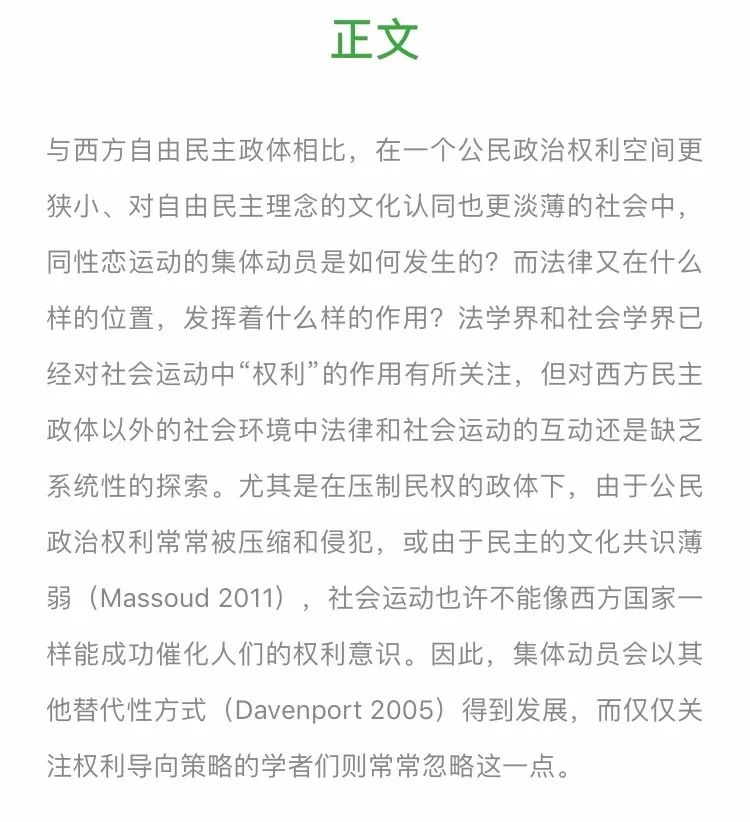 正文
与西方自由民主政体相比，在一个公民政治权利空间更
狭小、对自由民主理念的文化认同也更淡薄的社会中，
同性恋运动的集体动员是如何发生的？而法律又在什么
样的位置，发挥着什么样的作用？法学界和社会学界已
经对社会运动中“权利”的作用有所关注，但对西方民主
政体以外的社会环境中法律和社会运动的互动还是缺乏
系统性的探索。尤其是在压制民权的政体下，由于公民
政治权利常常被压缩和侵犯，或由于民主的文化共识薄
弱（Massoud 2011），社会运动也许不能像西方国家一
样能成功催化人们的权利意识。因此，集体动员会以其
他替代性方式（Davenport 2005）得到发展，而仅仅关
注权利导向策略的学者们则常常忽略这一点。